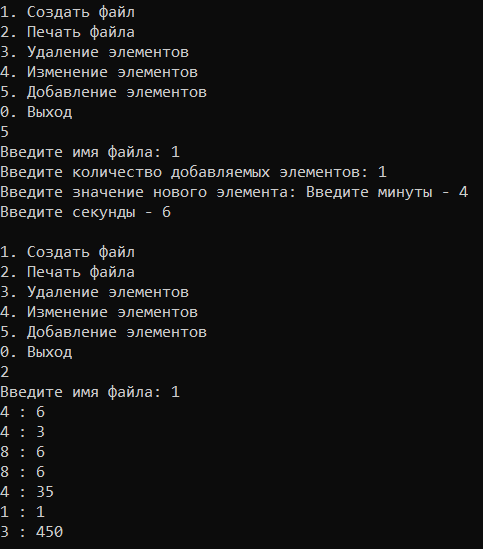 1. Создать файл
2. Печать файла
3. Удаление элементов
4. Изменение элементов
5. Добавление элементов
0. Выход
5
Введите имя файла: 1
Введите количество добавляемых элементов: 1
Введите значение нового элемента: Введите минуты - 4
Введите секунды - 6
1. Создать файл
2. Печать файла
3. Удаление элементов
4. Изменение элементов
5. Добавление элементов
0. Выход
2
Введите имя файла: 1
4 : 6
4 : 3
8 : 6
8 : 6
4 : 35
1 : 1
3 : 450